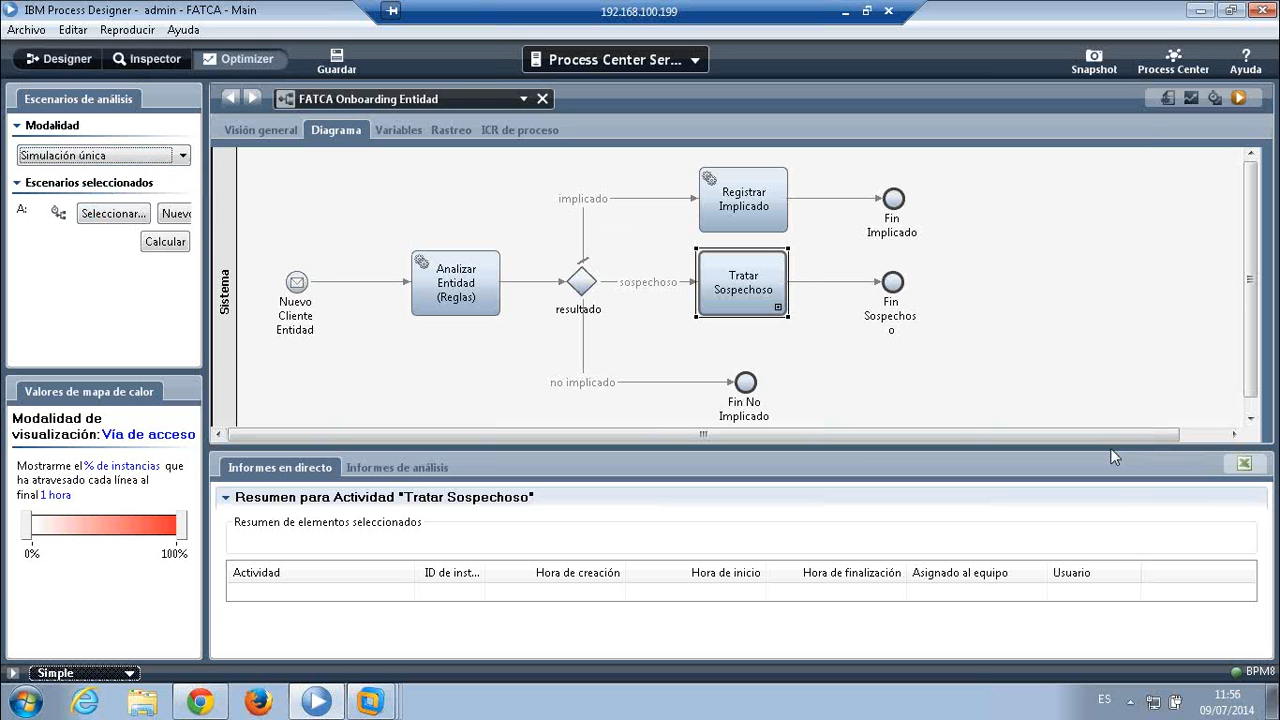 IBM Process Designer - admin - FATCA - Main
192.168.100.199
Archivo Editar Reproducir Ayuda
Designer Inspector Optimizer
Guardar
Process Center Ser...
Snapshot Process Center Ayuda
Escenarios de análisis
FATCA Onboarding Entidad
Modalidad
Visión general Diagrama Variables Rastreo ICR de proceso
Simulación única
Escenarios seleccionados
A: Seleccionar... Nuevo
Calcular
Sistema
Nuevo
Cliente
Entidad
Analizar
Entidad
(Reglas)
resultado
implicado
Registrar
Implicado
Fin
Implicado
sospechoso
Tratar
Sospechoso
Fin
Sospechos
o
no implicado
Fin No
Implicado
Valores de mapa de calor
Modalidad de
visualización: Vía de acceso
Mostrarme el % de instancias que
ha atravesado cada línea al
final 1 hora
0% 100%
Informes en directo Informes de análisis
Resumen para Actividad "Tratar Sospechoso"
Resumen de elementos seleccionados
Actividad ID de inst... Hora de creación Hora de inicio Hora de finalización Asignado al equipo Usuario
Simple
BPM8
ES
11:56
09/07/2014